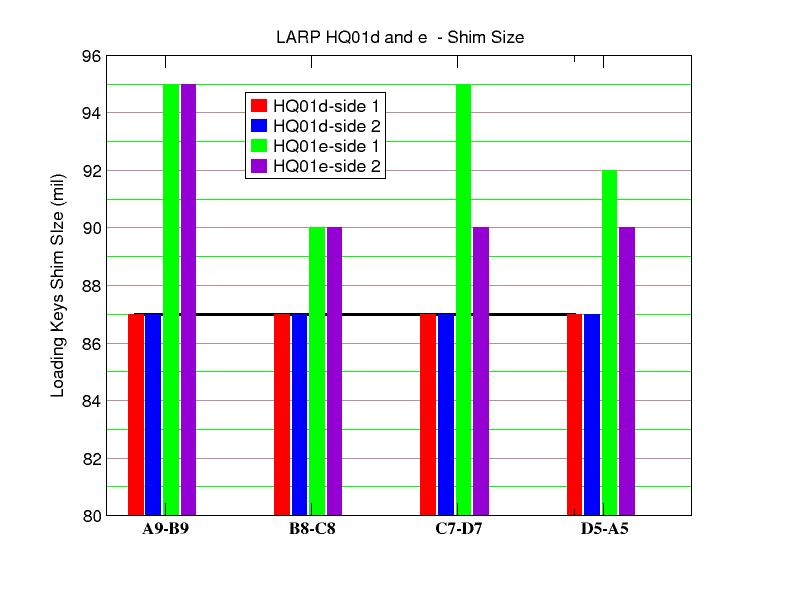 LARP HQ01d and e - Shim Size
96
94
92
90
88
86
84
82
80
Loading Keys Shim SIze (mil)
HQ01d-side 1
HQ01d-side 2
HQ01e-side 1
HQ01e-side 2
A9-B9 B8-C8 C7-D7 D5-A5